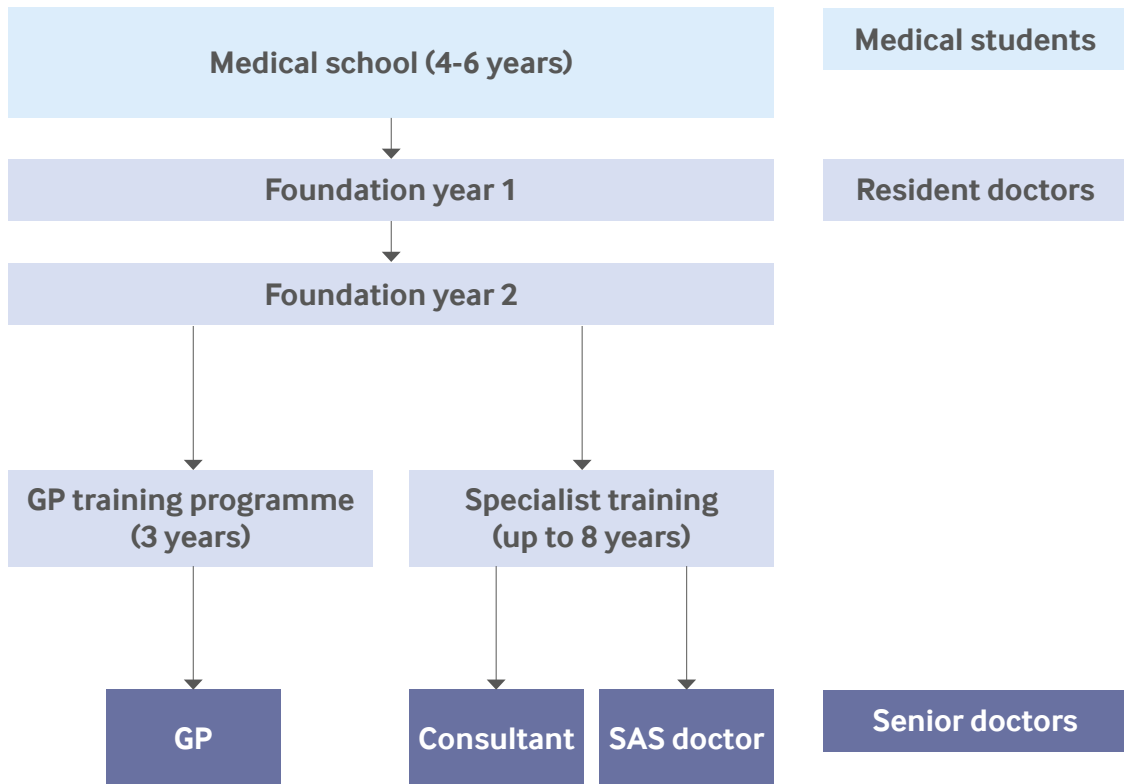 Medical school (4-6 years)
Medical students
Foundation year 1
Resident doctors
Foundation year 2
GP training programme
(3 years)
Specialist training
(up to 8 years)
GP
Consultant
SAS doctor
Senior doctors